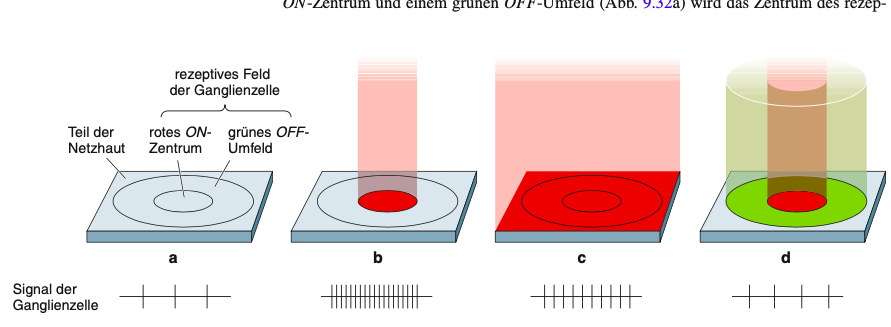 ON-Zentrum und einem grünen OFF-Umfeld (Abb. 9.32a) wird das Zentrum des rezep-
rezeptives Feld
der Ganglienzelle
Teil der
Netzhaut
rotes ON-
Zentrum
grünes OFF-
Umfeld
a
b
c
d
Signal der
Ganglienzelle